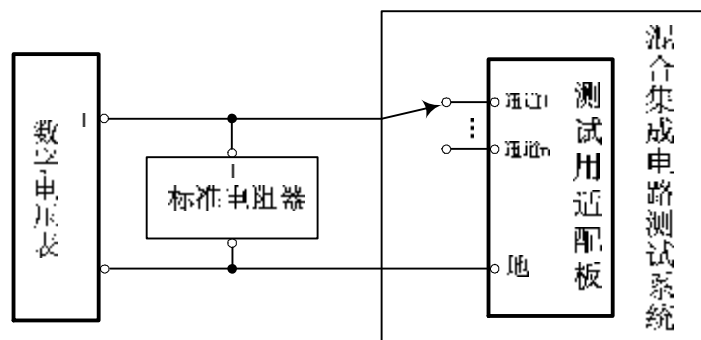 数字电压表
标准电阻器
通道1
通道n
地
测试用适配板
混合集成电路测试系统